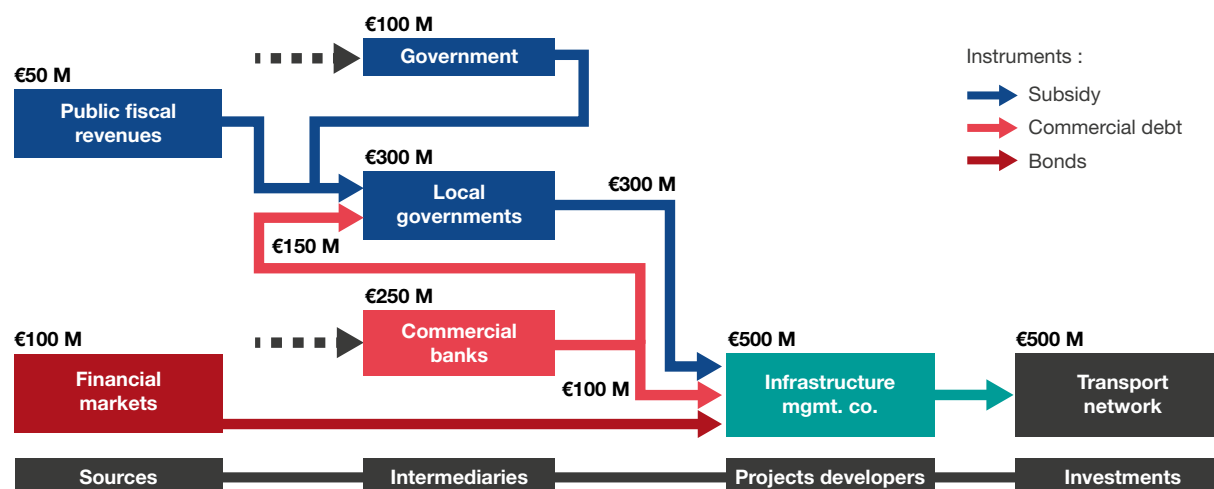 €100 M
Government
€50 M
Public fiscal
revenues
Instruments :
Subsidy
Commercial debt
Bonds
€300 M
Local
governments
€300 M
€150 M
€250 M
Commercial
banks
€100 M
€100 M
Financial
markets
€500 M
Infrastructure
mgmt. co.
€500 M
Transport
network
Sources
Intermediaries
Projects developers
Investments